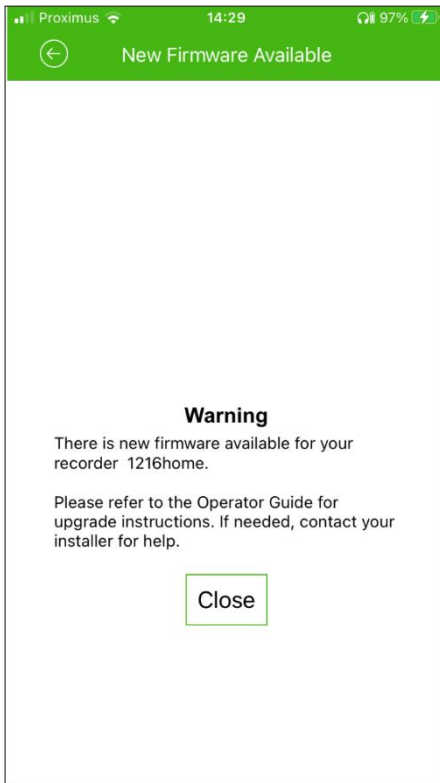 Proximus 14:29 97%
New Firmware Available
Warning
There is new firmware available for your
recorder 1216home.
Please refer to the Operator Guide for
upgrade instructions. If needed, contact your
installer for help.
Close